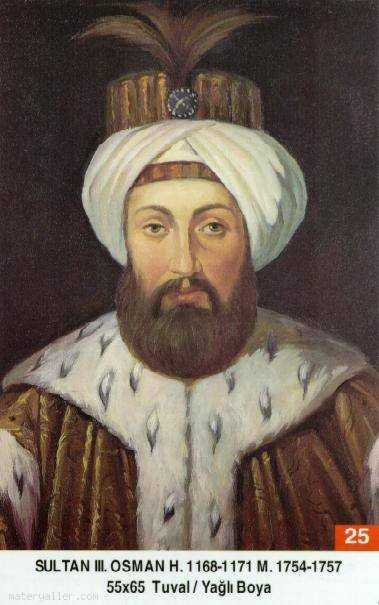 25
SULTAN III. OSMAN H. 1168-1171 M. 1754-1757
55x65 Tuval / Yağlı Boya
materyaller.com